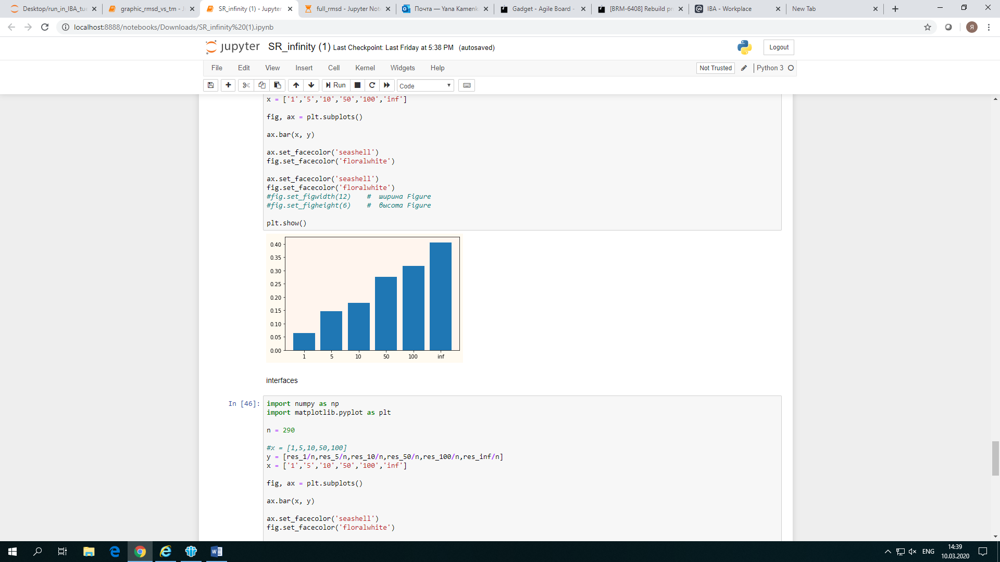 Desktop/run_in_IBA_tue
graphic_rmsd_vs_tm - J
SR_infinity (1) - Jupyter
full_rmsd - Jupyter Not
Почта — Yana Kamenk
Gadget - Agile Board -
[BRM-6408] Rebuild pr
IBA - Workplace
New Tab
localhost:8888/notebooks/Downloads/SR_infinity%20(1).ipynb
Я
jupyter SR_infinity (1) Last Checkpoint: Last Friday at 5:38 PM (autosaved)
Logout
File Edit View Insert Cell Kernel Widgets Help
Not Trusted
Python 3
Run
Code
x = ['1','5','10','50','100','inf']
fig, ax = plt.subplots()
ax.bar(x, y)
ax.set_facecolor('seashell')
fig.set_facecolor('floralwhite')
ax.set_facecolor('seashell')
fig.set_facecolor('floralwhite')
#fig.set_figwidth(12)    #  ширина Figure
#fig.set_figheight(6)    #  высота Figure
plt.show()
0.40
0.35
0.30
0.25
0.20
0.15
0.10
0.05
0.00
1 5 10 50 100 inf
interfaces
In [46]:
import numpy as np
import matplotlib.pyplot as plt
n = 290
#x = [1,5,10,50,100]
y = [res_1/n,res_5/n,res_10/n,res_50/n,res_100/n,res_inf/n]
x = ['1','5','10','50','100','inf']
fig, ax = plt.subplots()
ax.bar(x, y)
ax.set_facecolor('seashell')
fig.set_facecolor('floralwhite')
ENG
14:39
10.03.2020